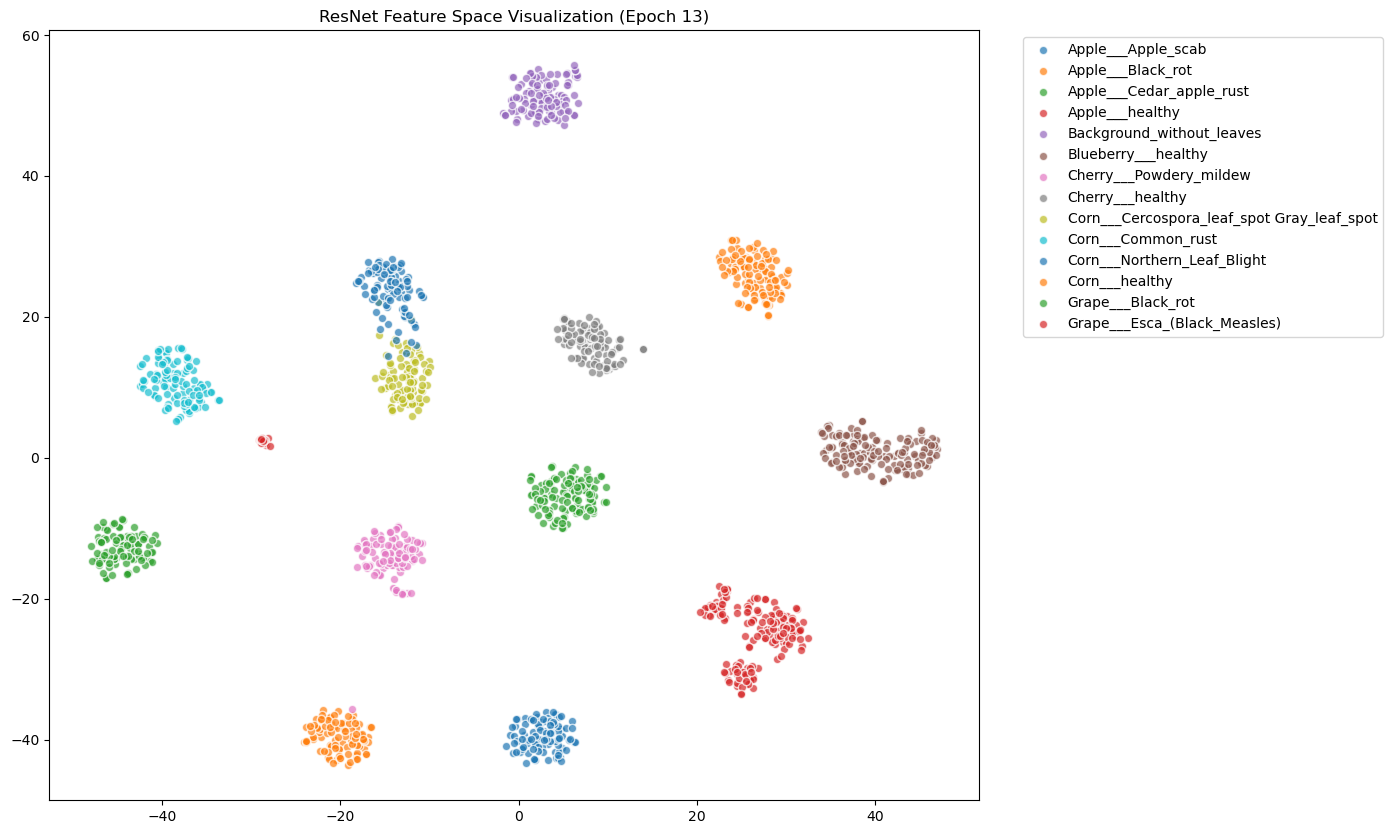 ResNet Feature Space Visualization (Epoch 13)
60
40
20
0
−20
−40
−40
−20
0
20
40
Apple___Apple_scab
Apple___Black_rot
Apple___Cedar_apple_rust
Apple___healthy
Background_without_leaves
Blueberry___healthy
Cherry___Powdery_mildew
Cherry___healthy
Corn___Cercospora_leaf_spot Gray_leaf_spot
Corn___Common_rust
Corn___Northern_Leaf_Blight
Corn___healthy
Grape___Black_rot
Grape___Esca_(Black_Measles)